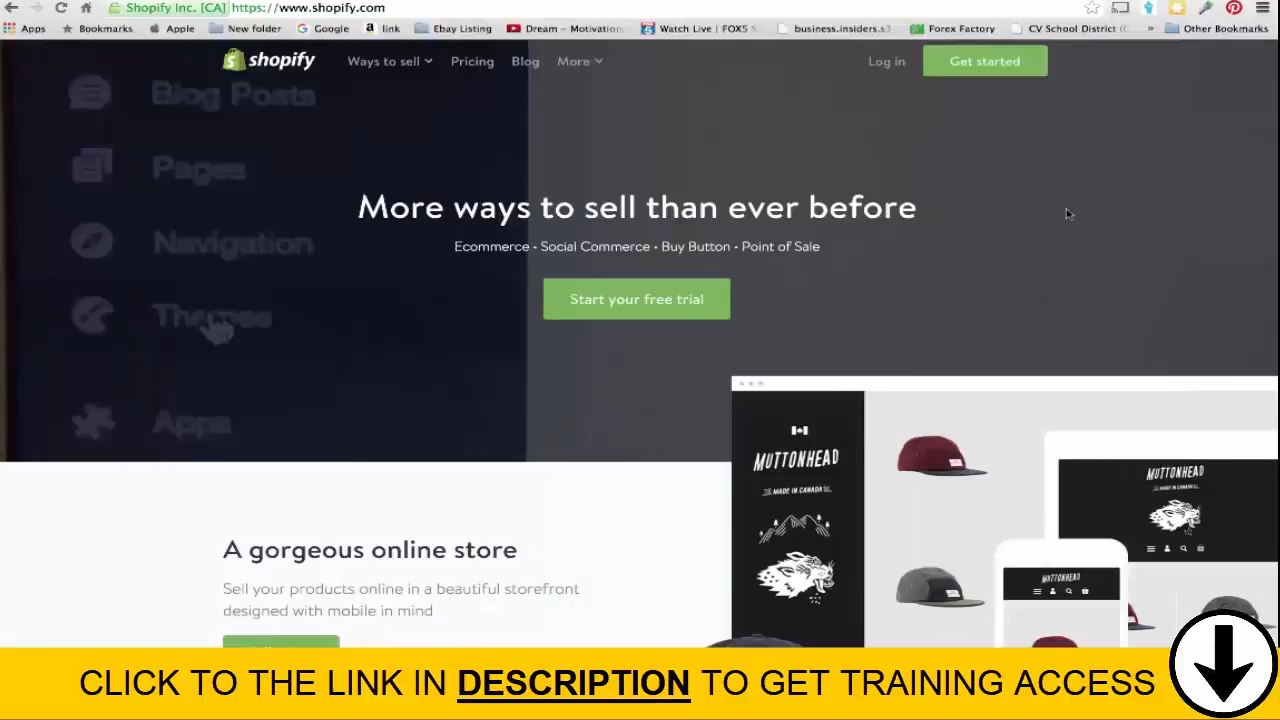 Shopify Inc. [CA] https://www.shopify.com
Apps Bookmarks Apple New folder Google link Ebay Listing Dream – Motivation Watch Live | FOX5 business.insiders.s3 Forex Factory CV School District Other Bookmarks
shopify Ways to sell Pricing Blog More Log in Get started
Blog Posts
Pages
Navigation
Themes
Apps
More ways to sell than ever before
Ecommerce • Social Commerce • Buy Button • Point of Sale
Start your free trial
MUTTONHEAD
MADE IN CANADA
MUTTONHEAD
MADE IN CANADA
MUTTONHEAD
A gorgeous online store
Sell your products online in a beautiful storefront
designed with mobile in mind
CLICK TO THE LINK IN DESCRIPTION TO GET TRAINING ACCESS